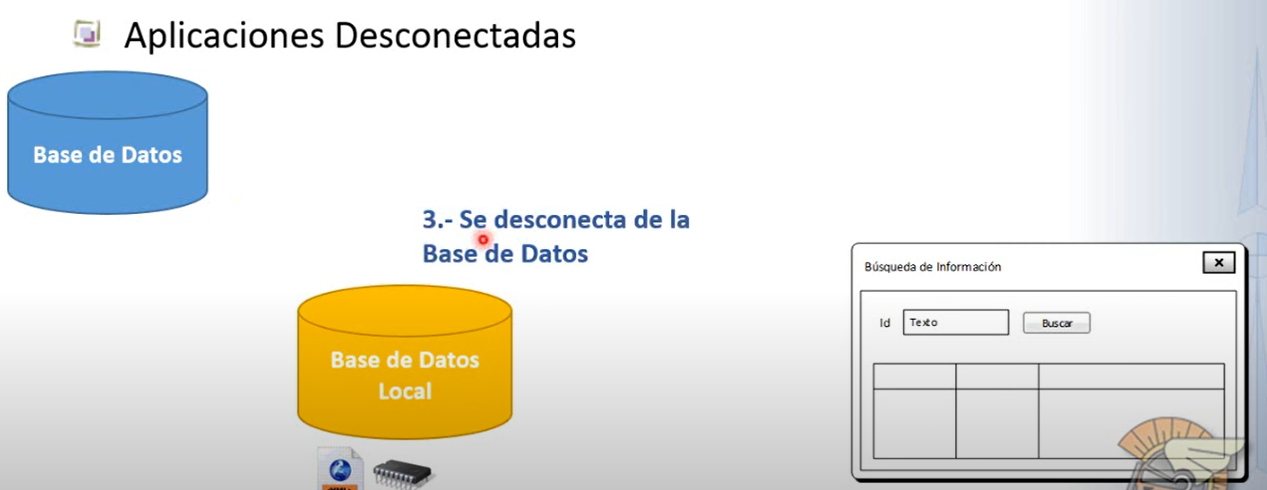 Aplicaciones Desconectadas
Base de Datos
3.- Se desconecta de la
Base de Datos
Búsqueda de Información
x
Id
Texto
Buscar
Base de Datos
Local